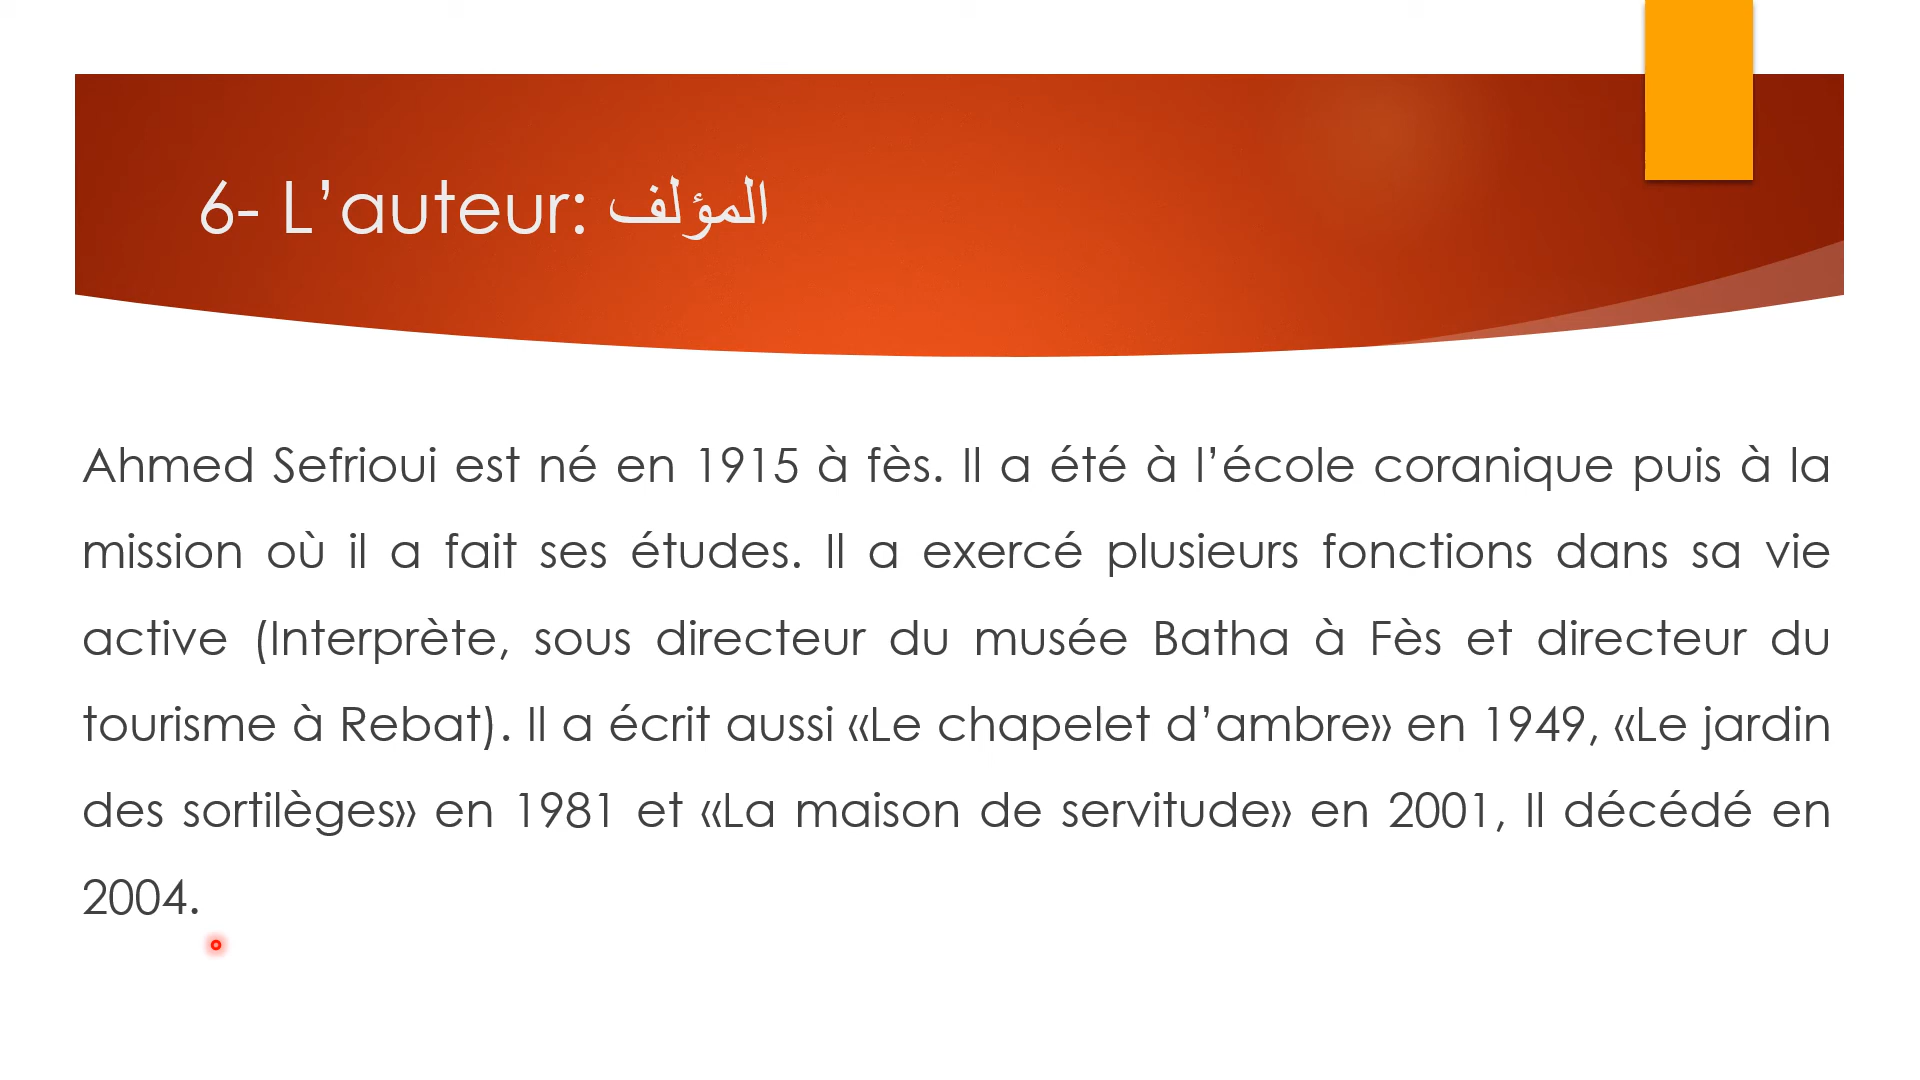 6- L’auteur: المؤلف
Ahmed Sefrioui est né en 1915 à fès. Il a été à l’école coranique puis à la
mission où il a fait ses études. Il a exercé plusieurs fonctions dans sa vie
active (Interprète, sous directeur du musée Batha à Fès et directeur du
tourisme à Rebat). Il a écrit aussi «Le chapelet d’ambre» en 1949, «Le jardin
des sortilèges» en 1981 et «La maison de servitude» en 2001, Il décédé en
2004.